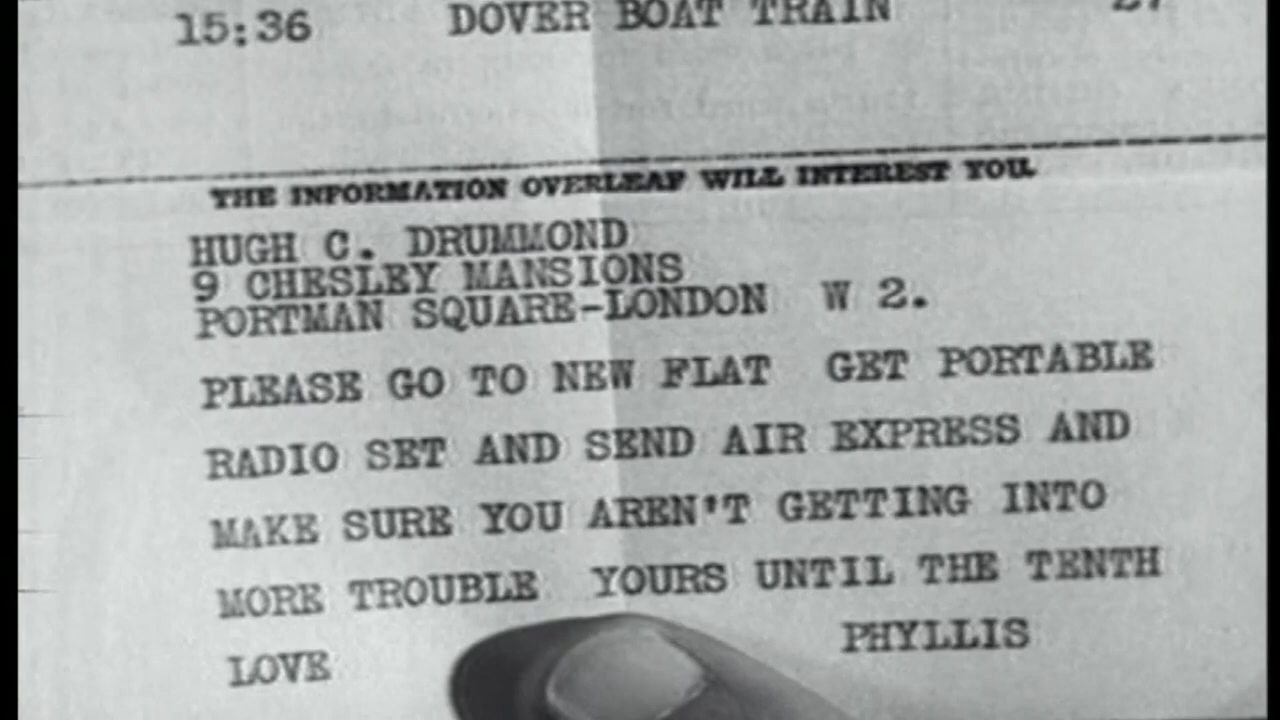 15:36 DOVER BOAT TRAIN
THE INFORMATION OVERLEAF WILL INTEREST YOU.
HUGH C. DRUMMOND
9 CHESLEY MANSIONS
PORTMAN SQUARE-LONDON W 2.
PLEASE GO TO NEW FLAT GET PORTABLE
RADIO SET AND SEND AIR EXPRESS AND
MAKE SURE YOU AREN'T GETTING INTO
MORE TROUBLE YOURS UNTIL THE TENTH
LOVE PHYLLIS